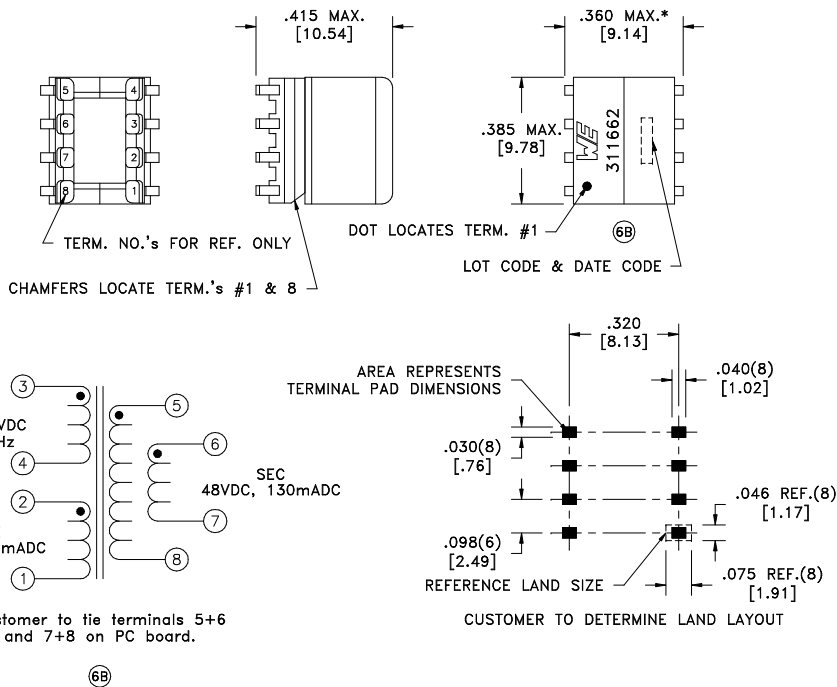 .415 MAX.
[10.54]
.360 MAX.*
[9.14]
5
4
6
3
7
2
8
1
.385 MAX.
[9.78]
WE
311662
TERM. NO.'s FOR REF. ONLY
DOT LOCATES TERM. #1
6B
LOT CODE & DATE CODE
CHAMFERS LOCATE TERM.'s #1 & 8
.320
[8.13]
AREA REPRESENTS
TERMINAL PAD DIMENSIONS
.040(8)
[1.02]
3
5
VDC
Hz
4
6
.030(8)
[.76]
SEC
48VDC, 130mADC
2
7
.046 REF.(8)
[1.17]
mADC
8
1
.098(6)
[2.49]
REFERENCE LAND SIZE
.075 REF.(8)
[1.91]
stomer to tie terminals 5+6
and 7+8 on PC board.
CUSTOMER TO DETERMINE LAND LAYOUT
6B